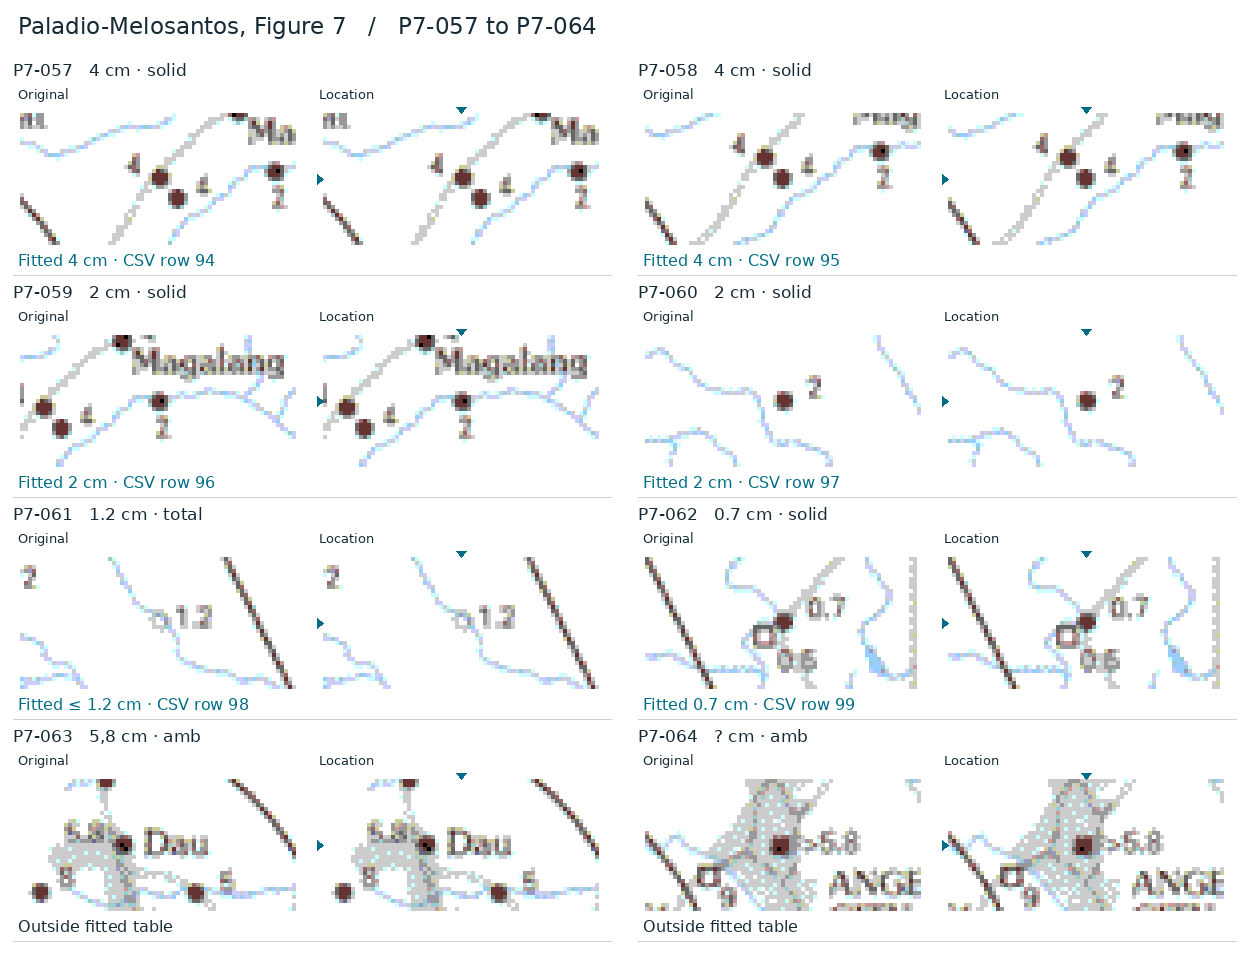 Paladio-Melosantos, Figure 7 / P7-057 to P7-064
P7-057 4 cm · solid
Original
Location
Ma
4
4
2
Ma
4
4
2
Fitted 4 cm · CSV row 94
P7-058 4 cm · solid
Original
Location
4
4
2
4
4
2
Fitted 4 cm · CSV row 95
P7-059 2 cm · solid
Original
Location
Magalang
4
2
Magalang
4
2
Fitted 2 cm · CSV row 96
P7-060 2 cm · solid
Original
Location
2
2
Fitted 2 cm · CSV row 97
P7-061 1.2 cm · total
Original
Location
2
1.2
2
1.2
Fitted ≤ 1.2 cm · CSV row 98
P7-062 0.7 cm · solid
Original
Location
0.7
0.6
0.7
0.6
Fitted 0.7 cm · CSV row 99
P7-063 5,8 cm · amb
Original
Location
5.8
Dau
8
5
5.8
Dau
8
5
Outside fitted table
P7-064 ? cm · amb
Original
Location
>5.8
ANGE
9
>5.8
ANGE
9
Outside fitted table